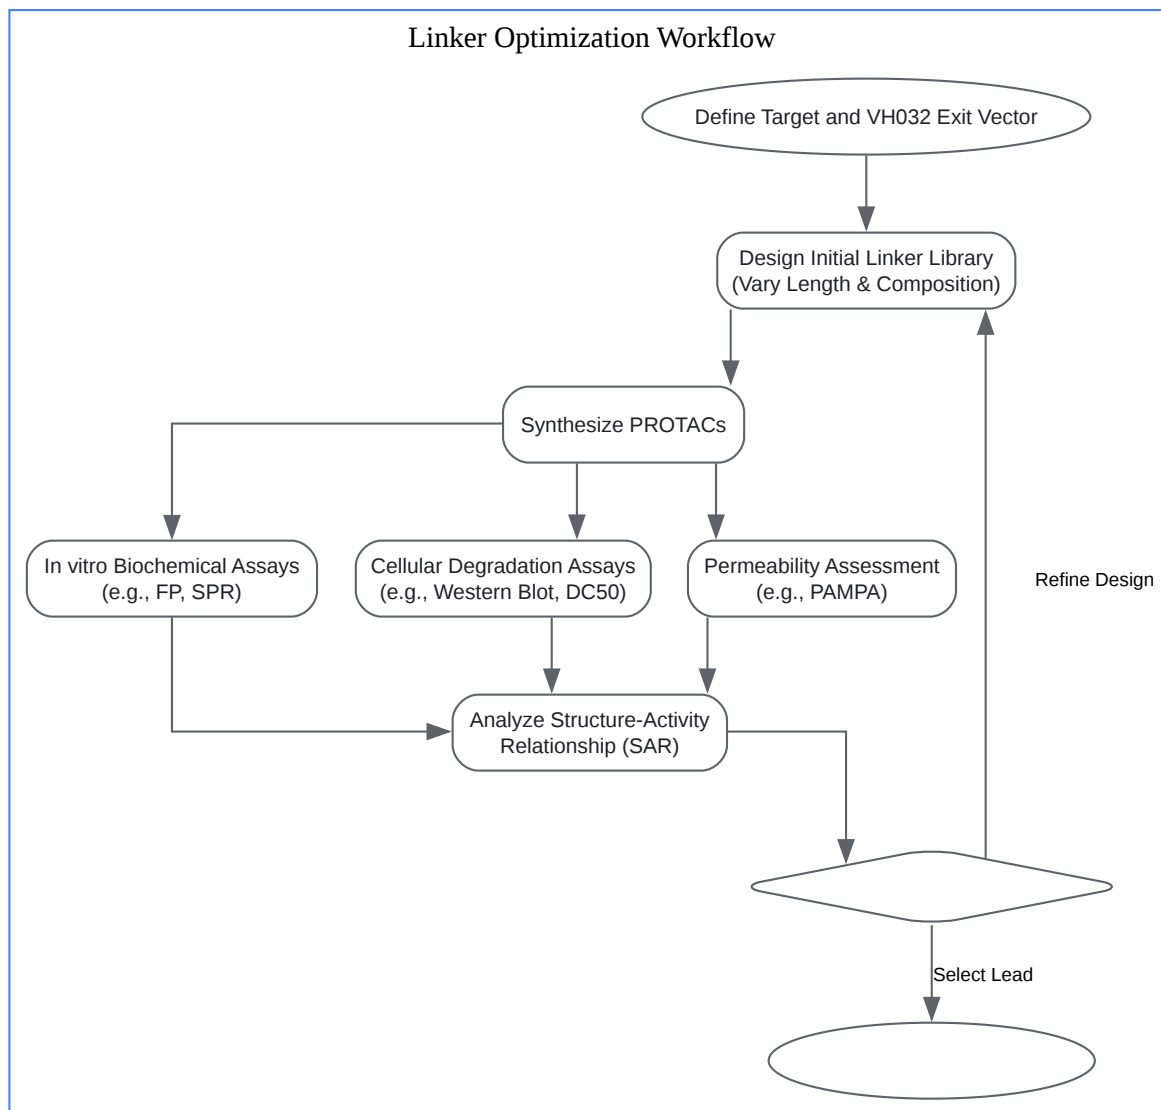 Linker Optimization Workflow
Define Target and VH032 Exit Vector
Design Initial Linker Library
(Vary Length & Composition)
Synthesize PROTACs
In vitro Biochemical Assays
(e.g., FP, SPR)
Cellular Degradation Assays
(e.g., Western Blot, DC50)
Permeability Assessment
(e.g., PAMPA)
Refine Design
Analyze Structure-Activity
Relationship (SAR)
Select Lead